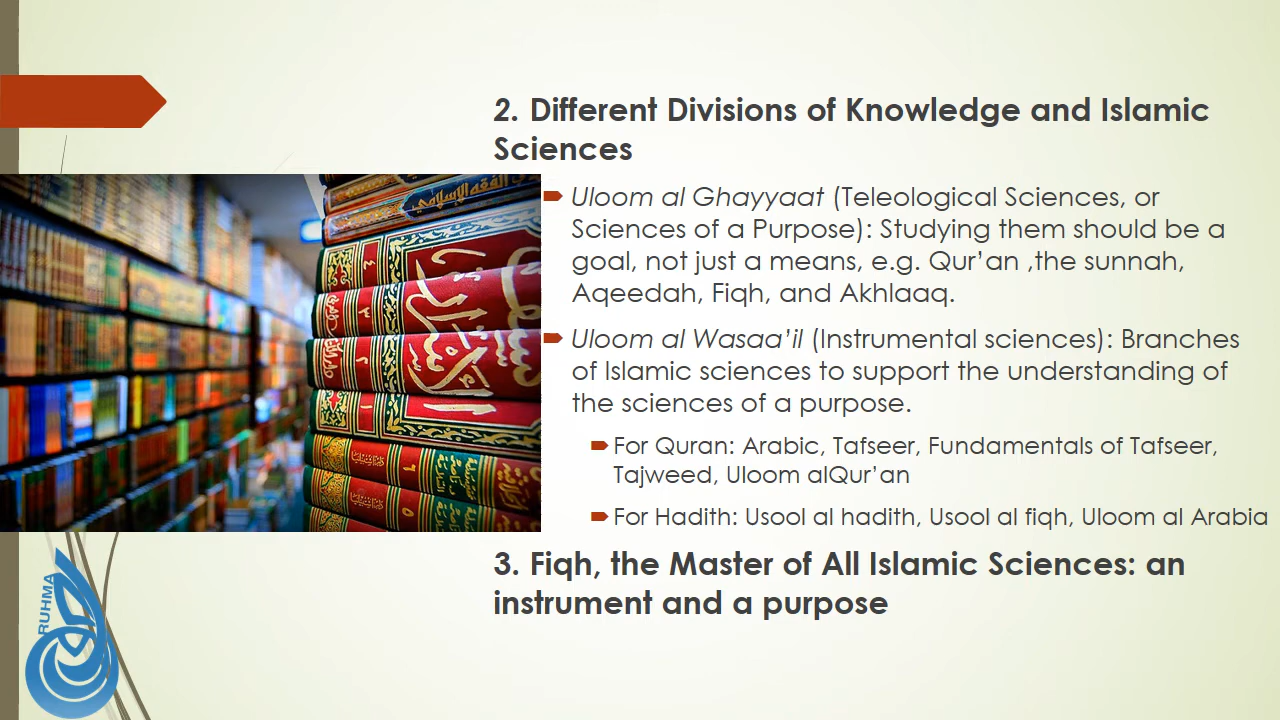 2. Different Divisions of Knowledge and Islamic
Sciences
Uloom al Ghayyaat (Teleological Sciences, or
Sciences of a Purpose): Studying them should be a
goal, not just a means, e.g. Qur’an ,the sunnah,
Aqeedah, Fiqh, and Akhlaaq.
Uloom al Wasaa’il (Instrumental sciences): Branches
of Islamic sciences to support the understanding of
the sciences of a purpose.
For Quran: Arabic, Tafseer, Fundamentals of Tafseer,
Tajweed, Uloom alQur’an
For Hadith: Usool al hadith, Usool al fiqh, Uloom al Arabia
3. Fiqh, the Master of All Islamic Sciences: an
instrument and a purpose
الفقه الإسلامي
RUHMA